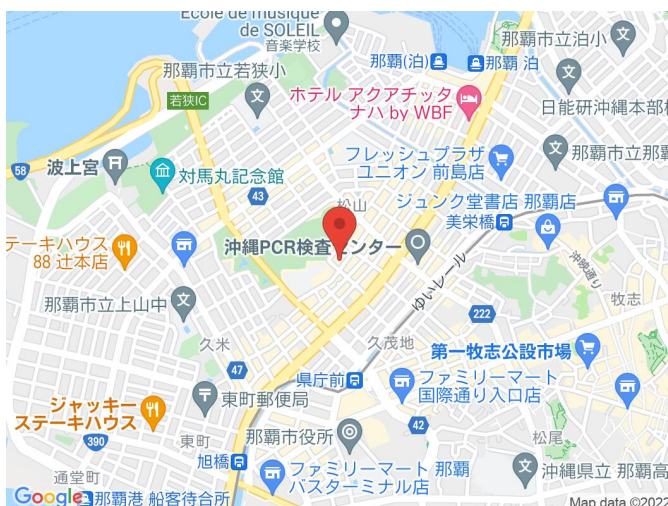 École de musique
de SOLEIL
音楽学校
那覇市立泊小
那覇(泊)
那覇 泊
那覇市立若狭小
若狭IC
ホテル アクアチッタ
ナハ by WBF
日能研沖縄本部校
58
波上宮
対馬丸記念館
43
フレッシュプラザ
ユニオン 前島店
那覇市立那覇
松山
ジュンク堂書店 那覇店
美栄橋
テーキハウス
88 辻本店
沖縄PCR検査センター
沖映通り
ゆいレール
牧志
那覇市立上山中
222
久米
久茂地
第一牧志公設市場
47
県庁前
東町郵便局
ファミリーマート
国際通り入口店
ジャッキー
ステーキハウス
42
390
東町
那覇市役所
松尾
旭橋
通堂町
ファミリーマート 那覇
バスターミナル店
沖縄県立 那覇高
Google
那覇港 船客待合所
Map data ©2022